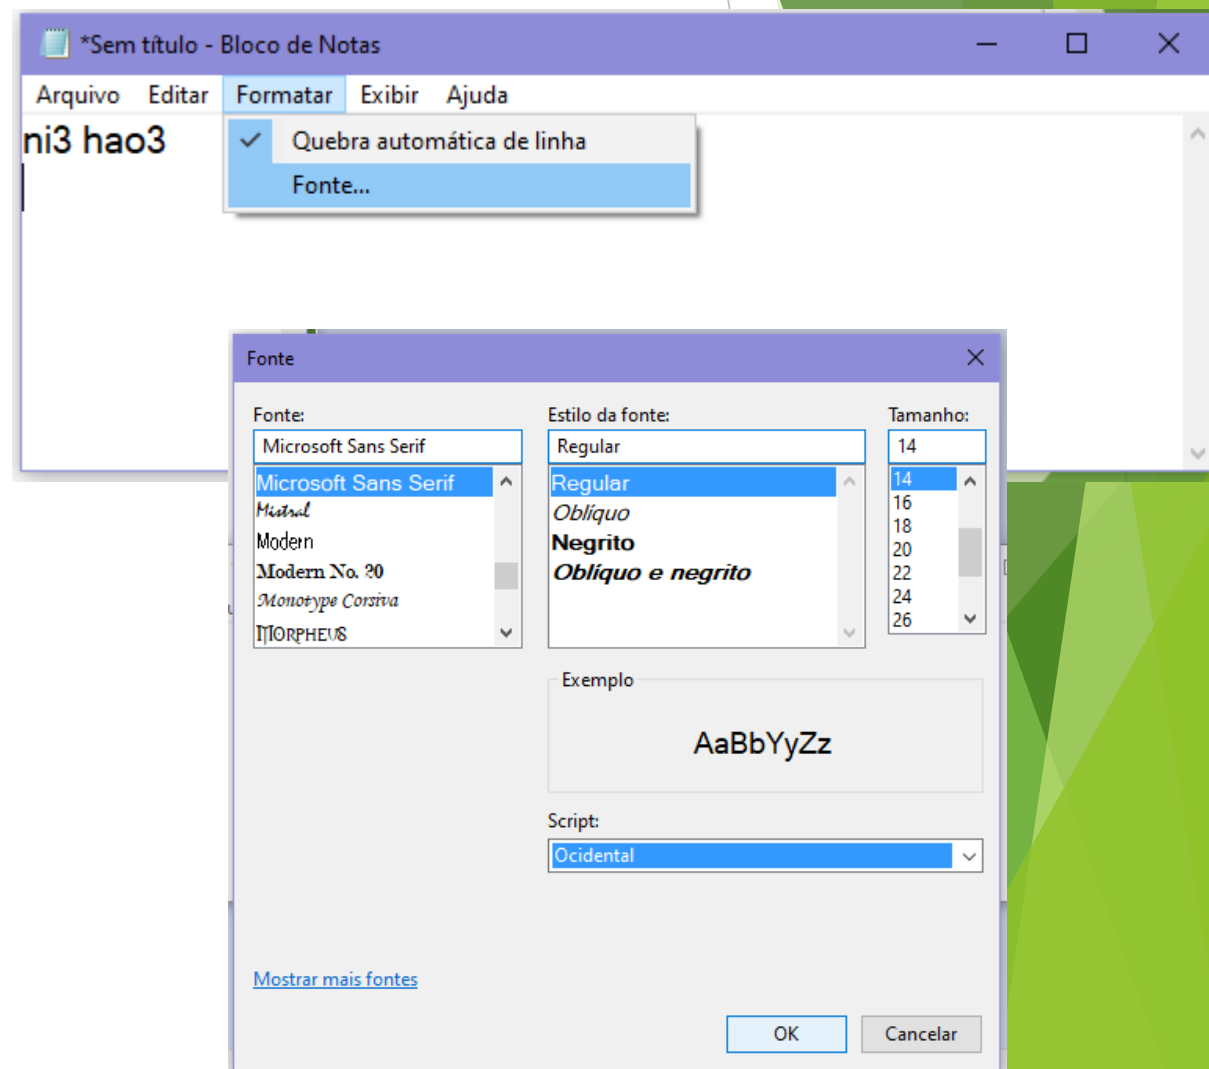 *Sem título - Bloco de Notas
Arquivo Editar Formatar Exibir Ajuda
ni3 hao3
Quebra automática de linha
Fonte...
Fonte
Fonte: Estilo da fonte: Tamanho:
Microsoft Sans Serif Regular 14
Microsoft Sans Serif Regular 14
Mistral Oblíquo 16
Modern Negrito 18
Modern No. 20 Oblíquo e negrito 20
Monotype Corsiva 22
Morpheus 24
26
Exemplo
AaBbYyZz
Script:
Ocidental
Mostrar mais fontes
OK Cancelar